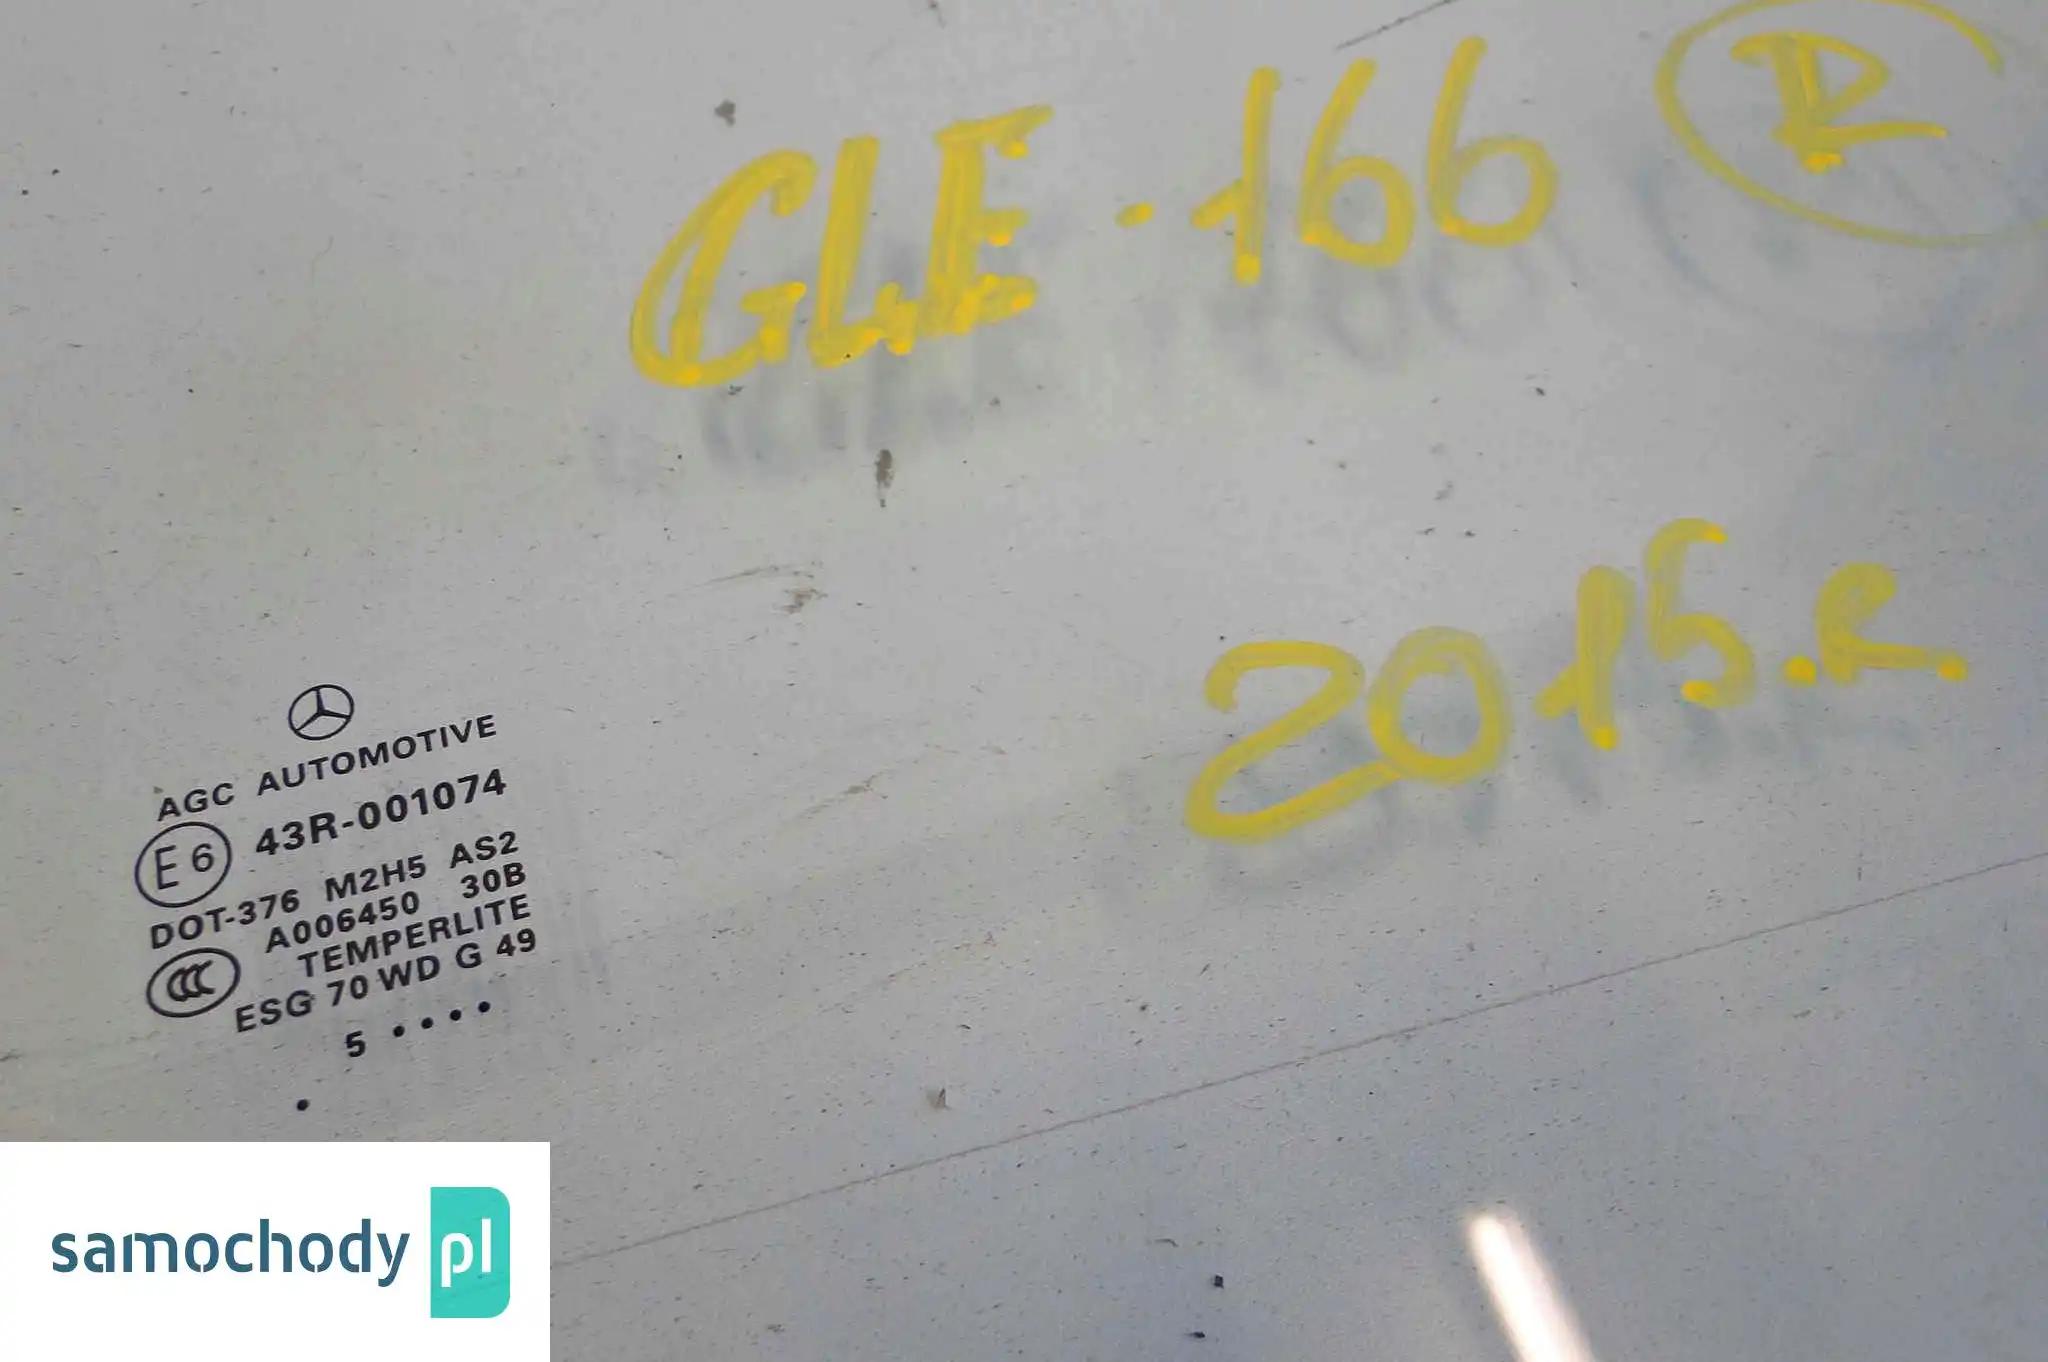 GLE-166 R
2015.r.
AGC AUTOMOTIVE
E6 43R-001074
DOT-376 M2H5 AS2
A006450 30B
CCC TEMPERLITE
ESG 70 WD G 49
5 ····
.
samochody pl